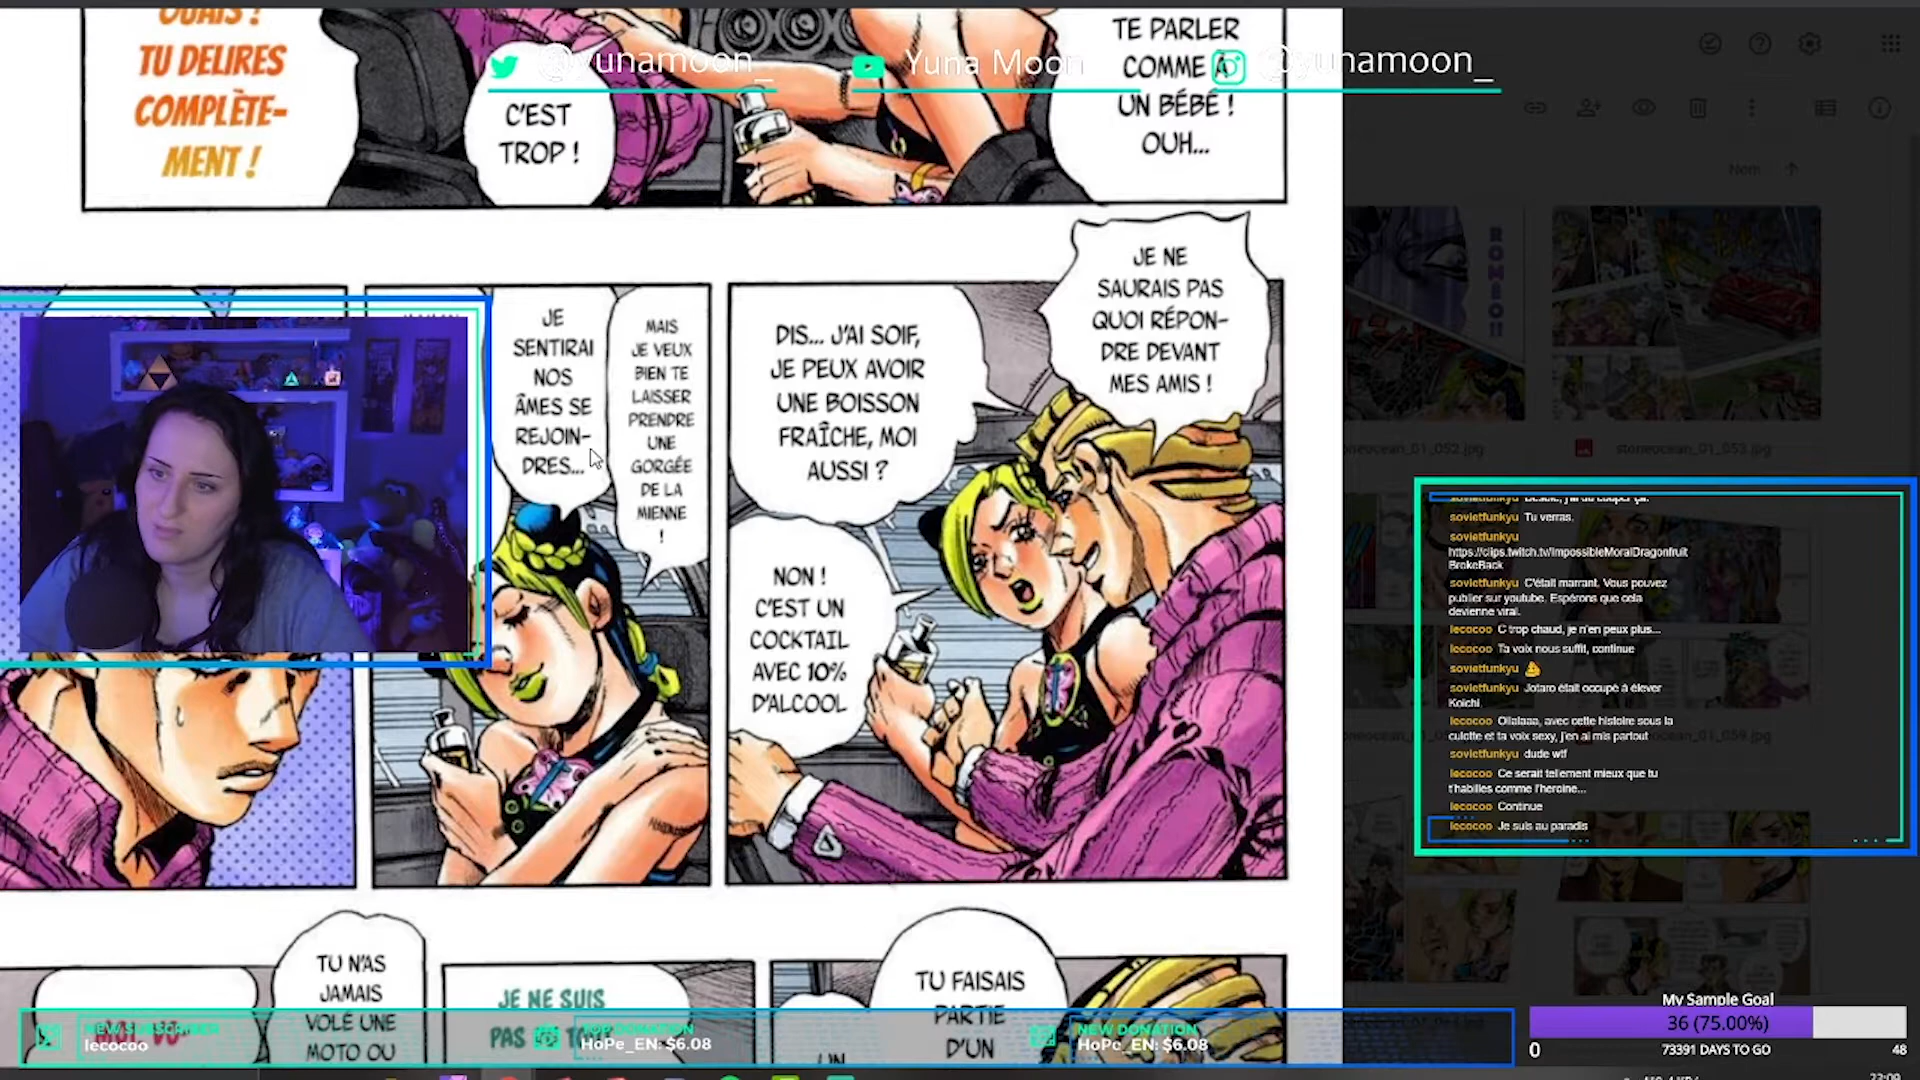 OUAIS !
TU DELIRES
COMPLÈTE-
MENT !
C'EST
TROP !
TE PARLER
COMME À
UN BÉBÉ !
OUH...
@yunamoon_
Yuna Moon
@yunamoon_
JE NE
SAURAIS PAS
QUOI RÉPON-
DRE DEVANT
MES AMIS !
DIS... J'AI SOIF,
JE PEUX AVOIR
UNE BOISSON
FRAÎCHE, MOI
AUSSI ?
NON !
C'EST UN
COCKTAIL
AVEC 10%
D'ALCOOL
MAIS
JE VEUX
BIEN TE
LAISSER
PRENDRE
UNE
GORGÉE
DE LA
MIENNE
!
JE
SENTIRAI
NOS
ÂMES SE
REJOIN-
DRES...
TU FAISAIS
PARTIE
D'UN
UN
JE NE SUIS
PAS
TU N'AS
JAMAIS
VOLÉ UNE
MOTO OU
Nom
stoneocean_01_053.jpg
sovietfunkyu Tu verras.
sovietfunkyu
https://clips.twitch.tv/ImpossibleMoralDragonfruit
BrokeBack
sovietfunkyu C'était marrant. Vous pouvez
publier sur youtube. Espérons que cela
devienne viral.
lecocoo C trop chaud, je n'en peux plus...
lecocoo Ta voix nous suffit, continue
sovietfunkyu
sovietfunkyu Jotaro était occupé à élever
Koichi.
lecocoo Ollalaaa, avec cette histoire sous la
culotte et ta voix sexy, j'en ai mis partout
sovietfunkyu dude wtf
lecocoo Ce serait tellement mieux que tu
t'habilles comme l'heroine...
lecocoo Continue
lecocoo Je suis au paradis
NEW SUBSCRIBER
lecocoo
TOP DONATION
HoPe_EN: $6.08
NEW DONATION
HoPe_EN: $6.08
My Sample Goal
36 (75.00%)
0
73391 DAYS TO GO
48